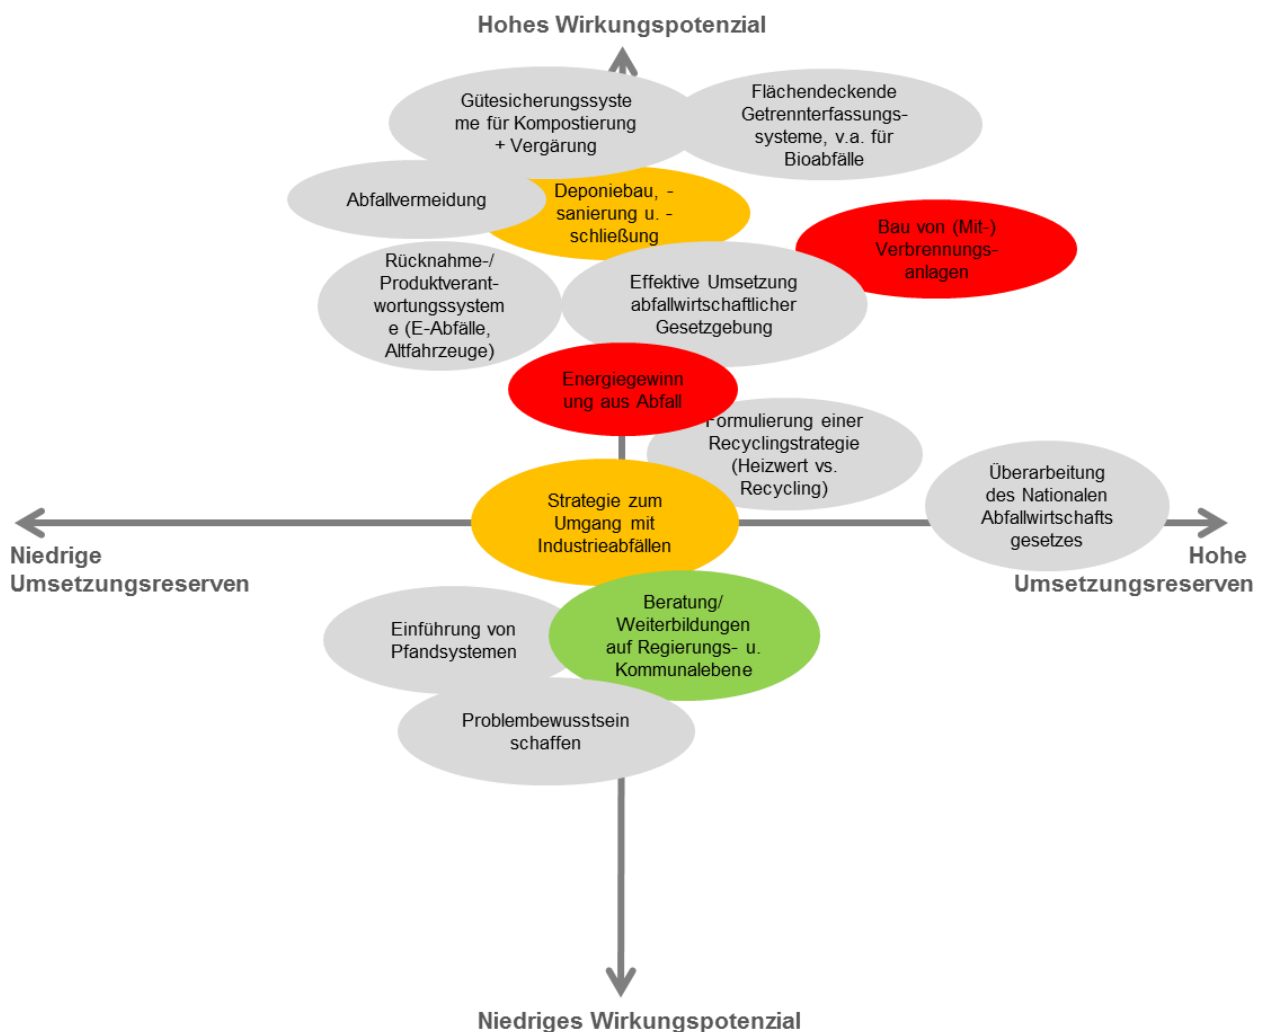 Hohes Wirkungspotenzial
Gütesicherungssyste
me für Kompostierung
+ Vergärung
Flächendeckende
Getrennterfassungs-
systeme, v.a. für
Bioabfälle
Abfallvermeidung
Deponiebau, -
sanierung u. -
schließung
Bau von (Mit-)
Verbrennungs-
anlagen
Rücknahme-/
Produktverant-
wortungssystem
e (E-Abfälle,
Altfahrzeuge)
Effektive Umsetzung
abfallwirtschaftlicher
Gesetzgebung
Energiegewinn
ung aus Abfall
Formulierung einer
Recyclingstrategie
(Heizwert vs.
Recycling)
Überarbeitung
des Nationalen
Abfallwirtschafts
gesetzes
Strategie zum
Umgang mit
Industrieabfällen
Niedrige
Umsetzungsreserven
Hohe
Umsetzungsreserven
Einführung von
Pfandsystemen
Beratung/
Weiterbildungen
auf Regierungs- u.
Kommunalebene
Problembewusstsein
schaffen
Niedriges Wirkungspotenzial